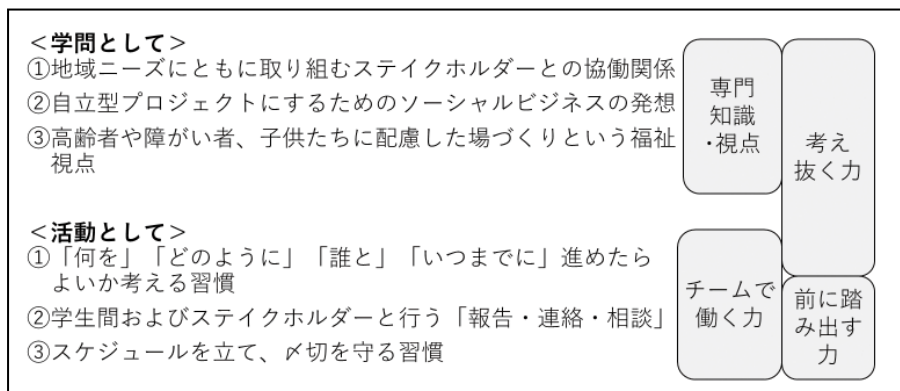 ＜学問として＞
①地域ニーズにともに取り組むステイクホルダーとの協働関係
②自立型プロジェクトにするためのソーシャルビジネスの発想
③高齢者や障がい者、子供たちに配慮した場づくりという福祉
視点
専門
知識
・視点
考え
抜く力
＜活動として＞
①「何を」「どのように」「誰と」「いつまでに」進めたら
よいか考える習慣
②学生間およびステイクホルダーと行う「報告・連絡・相談」
③スケジュールを立て、〆切を守る習慣
チームで
働く力
前に踏
み出す
力